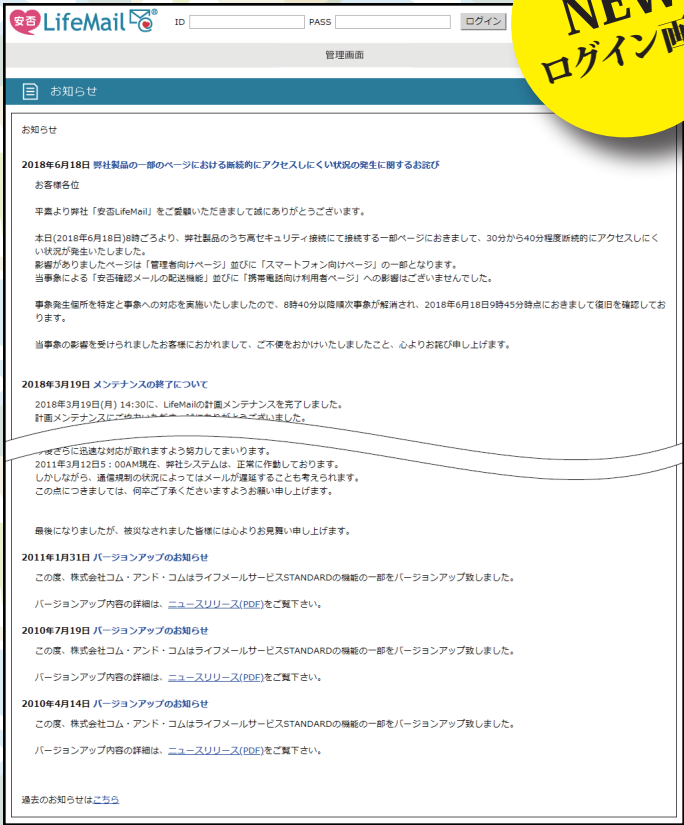 安否 LifeMail ® ID PASS ログイン
NEW
ログイン画
管理画面
お知らせ
お知らせ
2018年6月18日 弊社製品の一部のページにおける断続的にアクセスしにくい状況の発生に関するお詫び
お客様各位
平素より弊社「安否LifeMail」をご愛顧いただきまして誠にありがとうございます。
本日(2018年6月18日)8時ごろより、弊社製品のうち高セキュリティ接続にて接続する一部ページにおきまして、30分から40分程度断続的にアクセスしにく
い状況が発生いたしました。
影響がありましたページは「管理者向けページ」並びに「スマートフォン向けページ」の一部となります。
当事象による「安否確認メールの配送機能」並びに「携帯電話向け利用者ページ」への影響はございませんでした。
事象発生個所を特定と事象への対応を実施いたしましたので、8時40分以降順次事象が解消され、2018年6月18日9時45分時点におきまして復旧を確認してお
ります。
当事象の影響を受けられましたお客様におかれまして、ご不便をおかけいたしましたこと、心よりお詫び申し上げます。
2018年3月19日 メンテナンスの終了について
2018年3月19日(月) 14:30に、LifeMailの計画メンテナンスを完了しました。
計画メンテナンスにご協力いただき、誠にありがとうございました。
今後さらに迅速な対応が取れますよう努力してまいります。
2011年3月12日5：00AM現在、弊社システムは、正常に作動しております。
しかしながら、通信規制の状況によってはメールが遅延することも考えられます。
この点につきましては、何卒ご了承くださいますようお願い申し上げます。
最後になりましたが、被災なされました皆様には心よりお見舞い申し上げます。
2011年1月31日 バージョンアップのお知らせ
この度、株式会社コム・アンド・コムはライフメールサービスSTANDARDの機能の一部をバージョンアップ致しました。
バージョンアップ内容の詳細は、ニュースリリース(PDF)をご覧下さい。
2010年7月19日 バージョンアップのお知らせ
この度、株式会社コム・アンド・コムはライフメールサービスSTANDARDの機能の一部をバージョンアップ致しました。
バージョンアップ内容の詳細は、ニュースリリース(PDF)をご覧下さい。
2010年4月14日 バージョンアップのお知らせ
この度、株式会社コム・アンド・コムはライフメールサービスSTANDARDの機能の一部をバージョンアップ致しました。
バージョンアップ内容の詳細は、ニュースリリース(PDF)をご覧下さい。
過去のお知らせはこちら